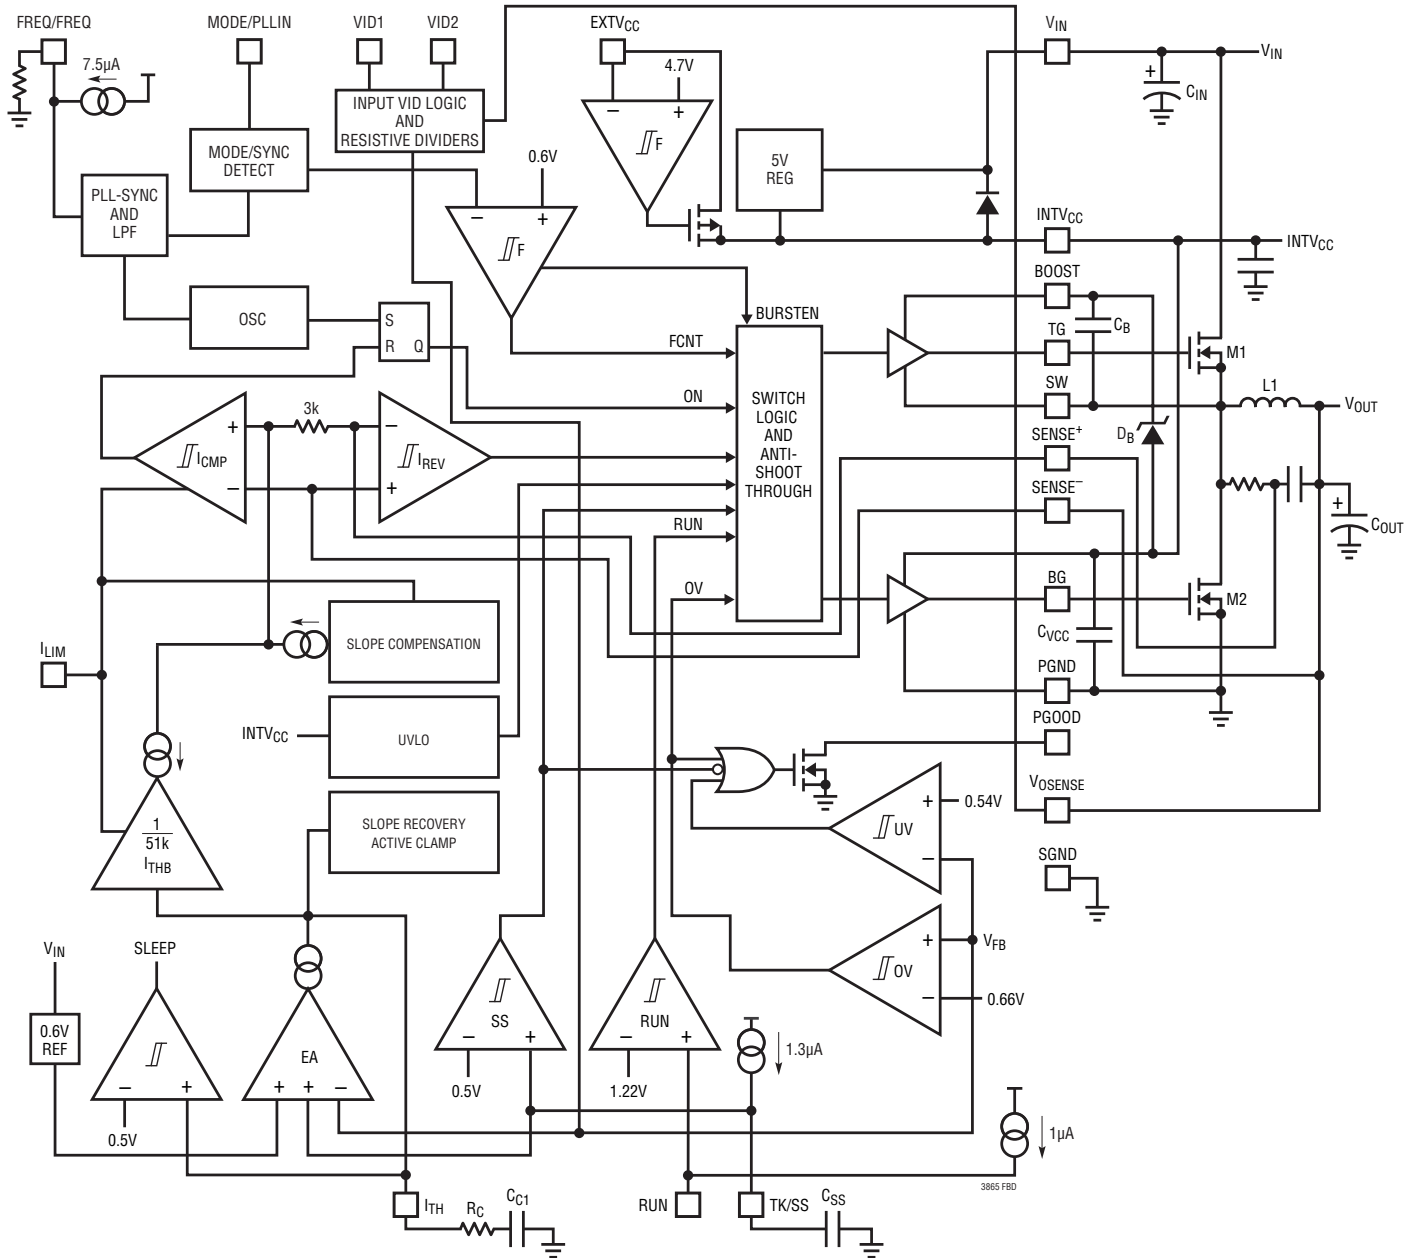 FREQ/FREQ
MODE/PLLIN
VID1
VID2
EXTVCC
VIN
VIN
7.5µA
4.7V
+
CIN
INPUT VID LOGIC
AND
RESISTIVE DIVIDERS
−
+
F
MODE/SYNC
DETECT
0.6V
5V
REG
PLL-SYNC
AND
LPF
−
+
F
INTVCC
INTVCC
BOOST
OSC
S
R
Q
BURSTEN
CB
FCNT
TG
M1
SW
L1
VOUT
ON
SWITCH
LOGIC
AND
ANTI-
SHOOT
THROUGH
3k
+
−
ICMP
−
+
IREV
SENSE+
DB
SENSE−
+
COUT
RUN
BG
M2
OV
CVCC
SLOPE COMPENSATION
ILIM
PGND
INTVCC
UVLO
PGOOD
VOSENSE
+
0.54V
UV
−
1
51k
ITHB
SLOPE RECOVERY
ACTIVE CLAMP
SGND
VIN
SLEEP
+
VFB
OV
−
0.66V
0.6V
REF
SS
−
+
RUN
−
+
1.3µA
EA
−
+
+
+
−
0.5V
1.22V
0.5V
1µA
ITH
RC
CC1
RUN
TK/SS
CSS
3865 FBD